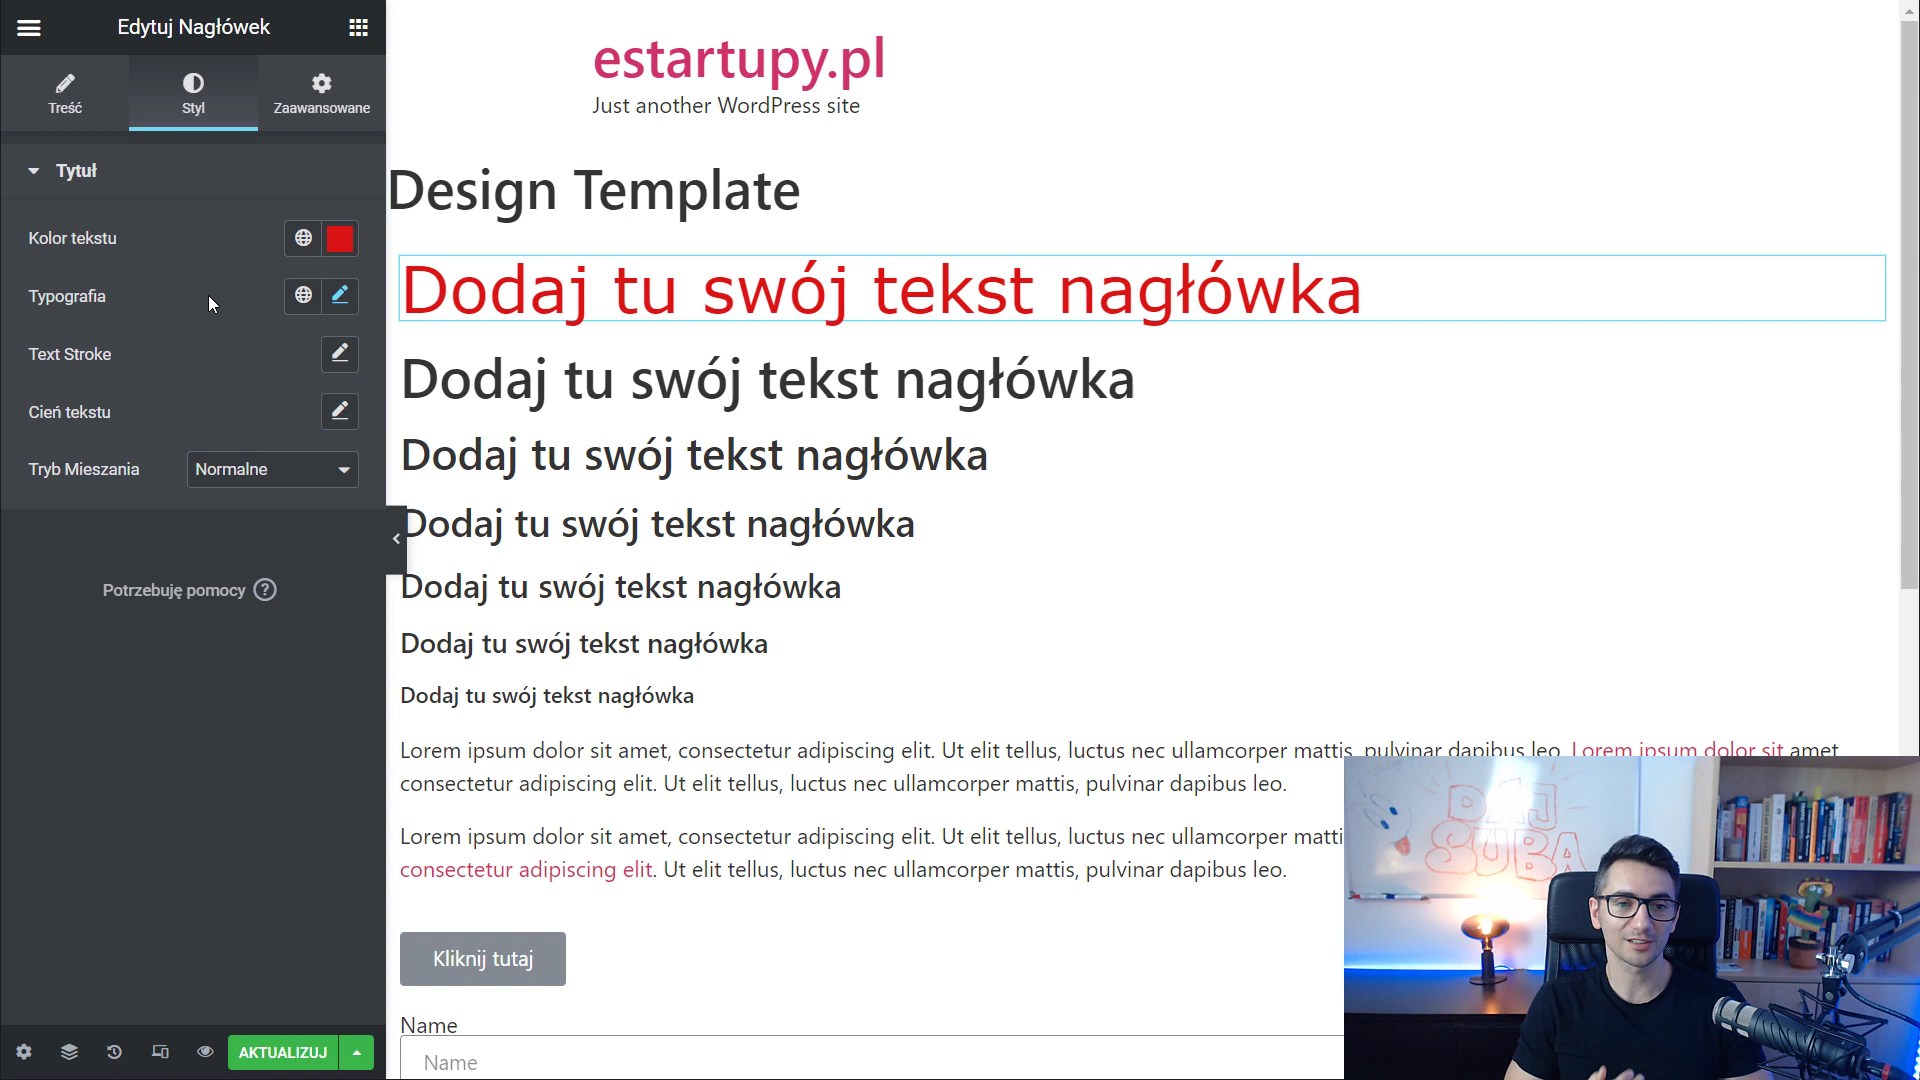 Edytuj Nagłówek
Treść
Styl
Zaawansowane
Tytuł
Kolor tekstu
Typografia
Text Stroke
Cień tekstu
Tryb Mieszania
Normalne
Potrzebuję pomocy ?
AKTUALIZUJ
estartupy.pl
Just another WordPress site
Design Template
Dodaj tu swój tekst nagłówka
Dodaj tu swój tekst nagłówka
Dodaj tu swój tekst nagłówka
Dodaj tu swój tekst nagłówka
Dodaj tu swój tekst nagłówka
Dodaj tu swój tekst nagłówka
Dodaj tu swój tekst nagłówka
Lorem ipsum dolor sit amet, consectetur adipiscing elit. Ut elit tellus, luctus nec ullamcorper mattis, pulvinar dapibus leo. Lorem ipsum dolor sit amet
consectetur adipiscing elit. Ut elit tellus, luctus nec ullamcorper mattis, pulvinar dapibus leo.
Lorem ipsum dolor sit amet, consectetur adipiscing elit. Ut elit tellus, luctus nec ullamcorper matti
consectetur adipiscing elit. Ut elit tellus, luctus nec ullamcorper mattis, pulvinar dapibus leo.
Kliknij tutaj
Name
Name
DAJ
SUBA